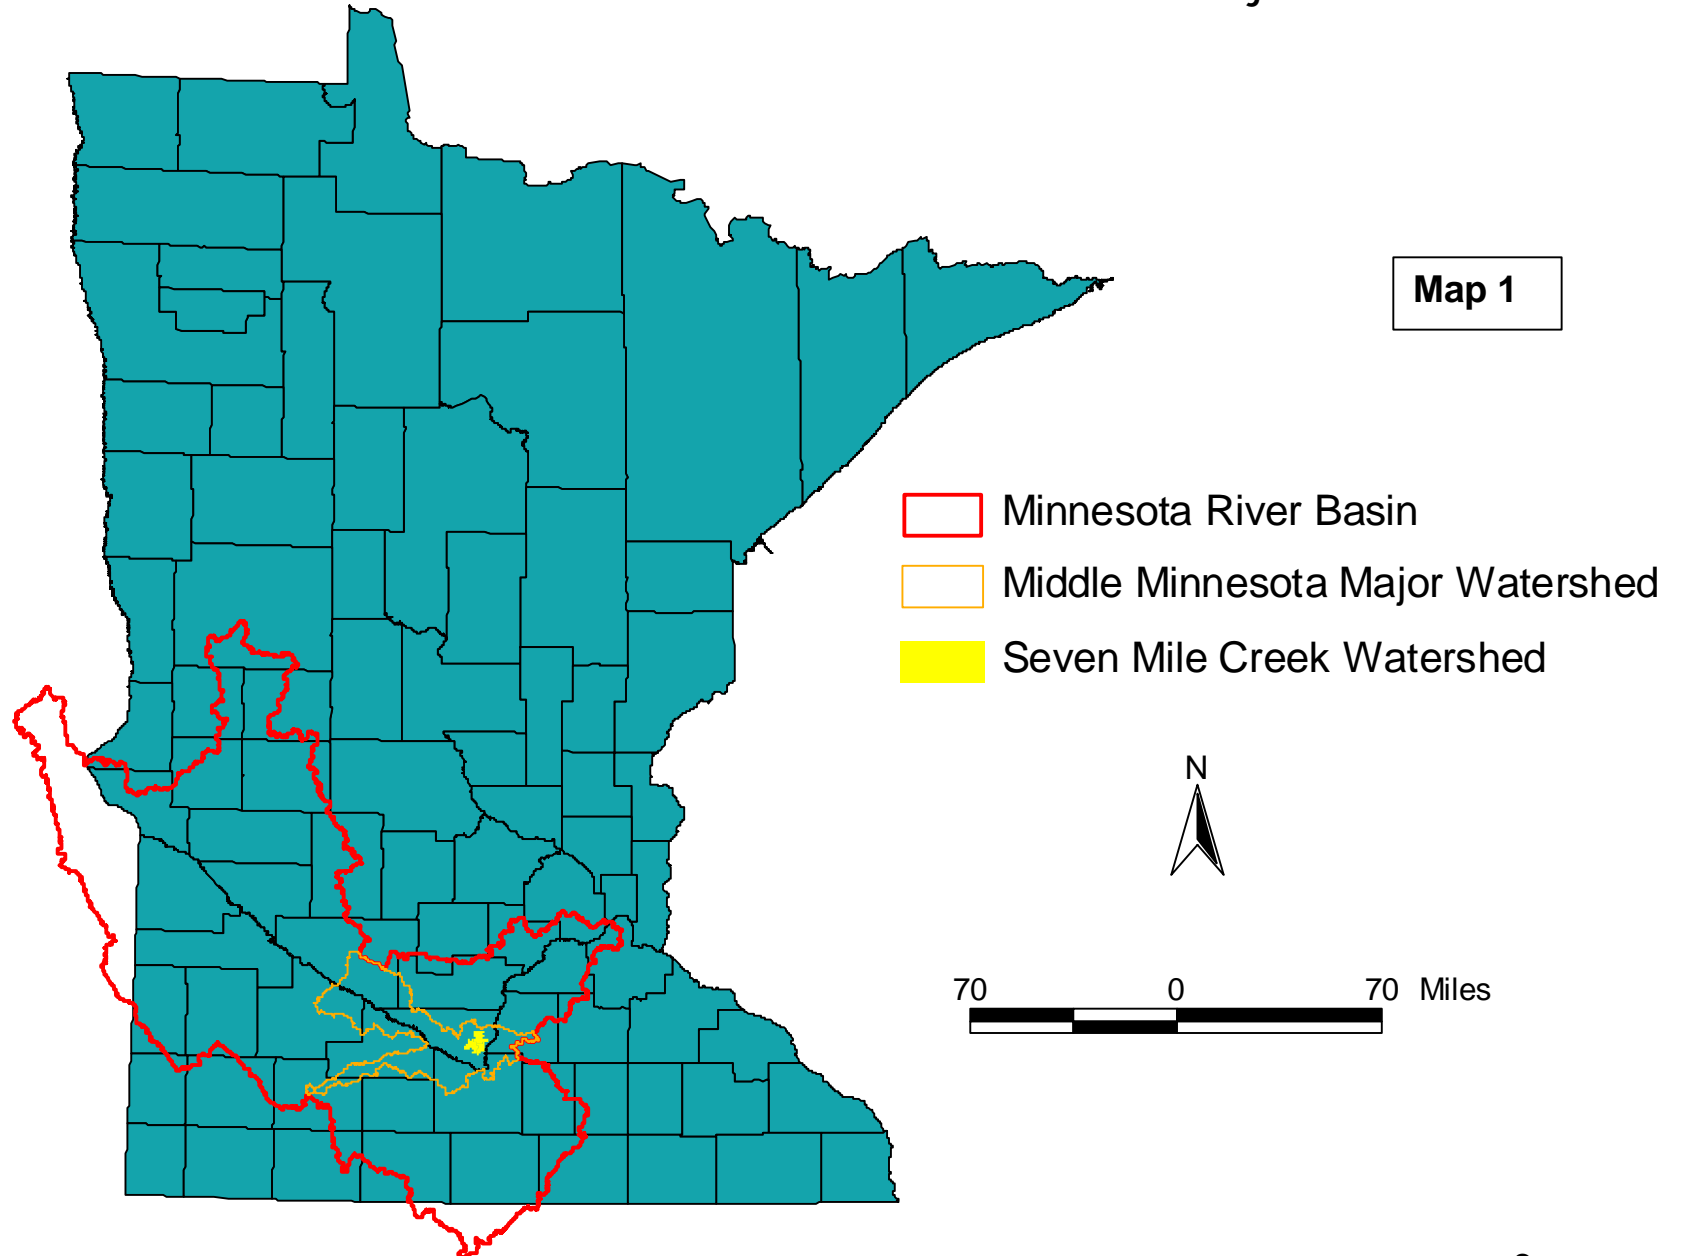 Map 1
Minnesota River Basin
Middle Minnesota Major Watershed
Seven Mile Creek Watershed
N
70 0 70 Miles